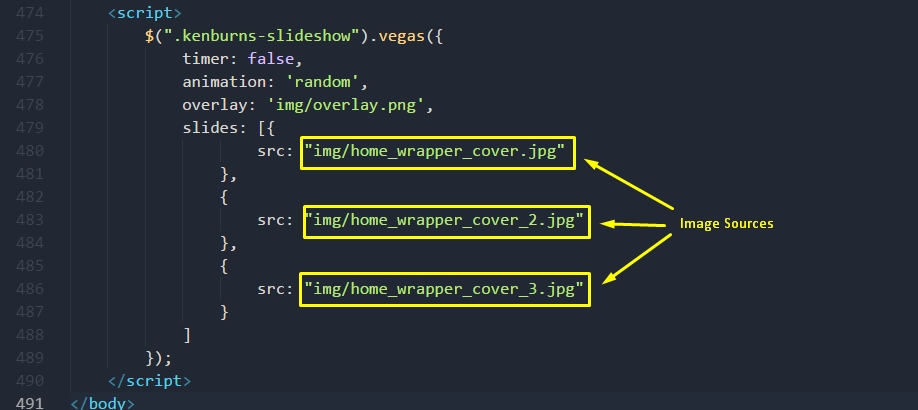 474 <script>
475 $(".kenburns-slideshow").vegas({
476 timer: false,
477 animation: 'random',
478 overlay: 'img/overlay.png',
479 slides: [{
480 src: "img/home_wrapper_cover.jpg"
481 },
482 {
483 src: "img/home_wrapper_cover_2.jpg"
Image Sources
484 },
485 {
486 src: "img/home_wrapper_cover_3.jpg"
487 }
488 ]
489 });
490 </script>
491 </body>